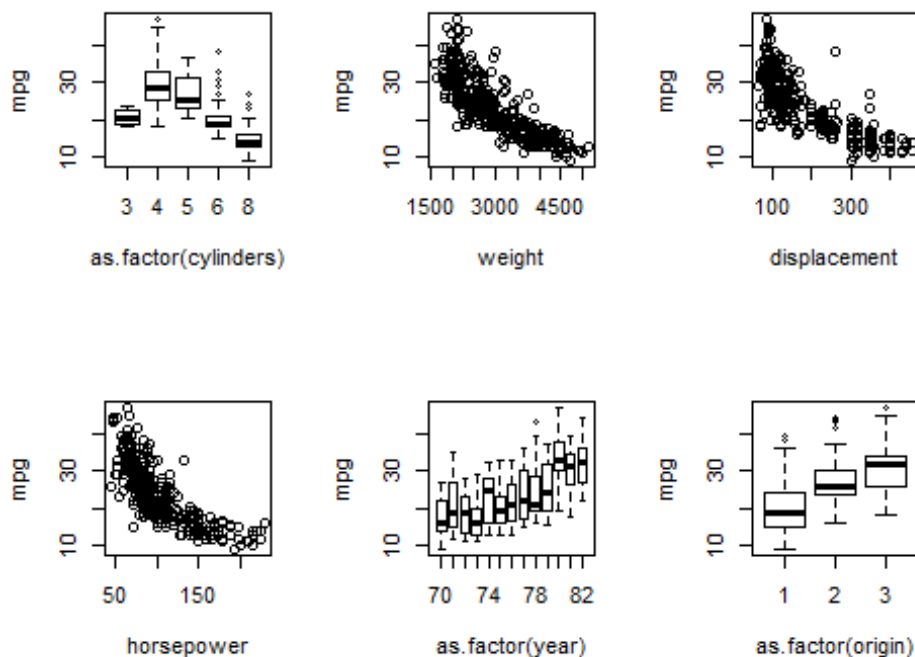 mpg
30
10
3 4 5 6 8
as.factor(cylinders)
mpg
30
10
1500 3000 4500
weight
mpg
30
10
100 300
displacement
mpg
30
10
50 150
horsepower
mpg
30
10
70 74 78 82
as.factor(year)
mpg
30
10
1 2 3
as.factor(origin)